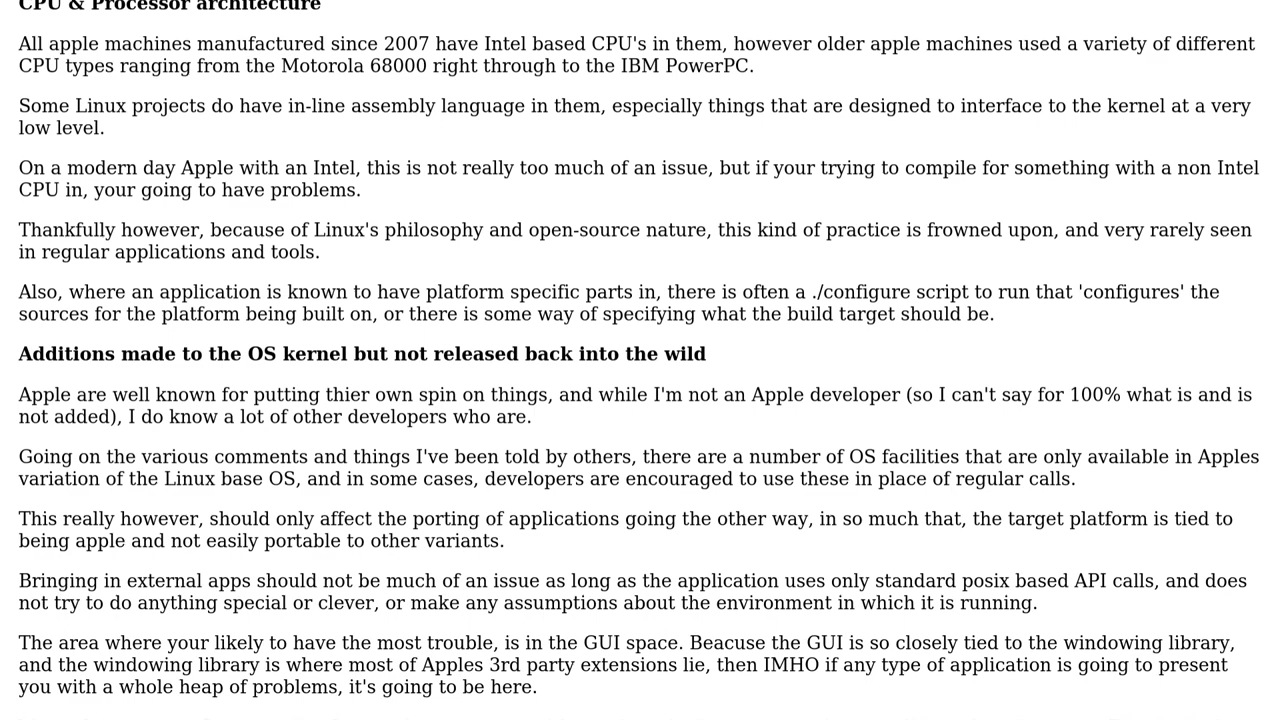 CPU & Processor architecture
All apple machines manufactured since 2007 have Intel based CPU's in them, however older apple machines used a variety of different
CPU types ranging from the Motorola 68000 right through to the IBM PowerPC.
Some Linux projects do have in-line assembly language in them, especially things that are designed to interface to the kernel at a very
low level.
On a modern day Apple with an Intel, this is not really too much of an issue, but if your trying to compile for something with a non Intel
CPU in, your going to have problems.
Thankfully however, because of Linux's philosophy and open-source nature, this kind of practice is frowned upon, and very rarely seen
in regular applications and tools.
Also, where an application is known to have platform specific parts in, there is often a ./configure script to run that 'configures' the
sources for the platform being built on, or there is some way of specifying what the build target should be.
Additions made to the OS kernel but not released back into the wild
Apple are well known for putting thier own spin on things, and while I'm not an Apple developer (so I can't say for 100% what is and is
not added), I do know a lot of other developers who are.
Going on the various comments and things I've been told by others, there are a number of OS facilities that are only available in Apples
variation of the Linux base OS, and in some cases, developers are encouraged to use these in place of regular calls.
This really however, should only affect the porting of applications going the other way, in so much that, the target platform is tied to
being apple and not easily portable to other variants.
Bringing in external apps should not be much of an issue as long as the application uses only standard posix based API calls, and does
not try to do anything special or clever, or make any assumptions about the environment in which it is running.
The area where your likely to have the most trouble, is in the GUI space. Beacuse the GUI is so closely tied to the windowing library,
and the windowing library is where most of Apples 3rd party extensions lie, then IMHO if any type of application is going to present
you with a whole heap of problems, it's going to be here.